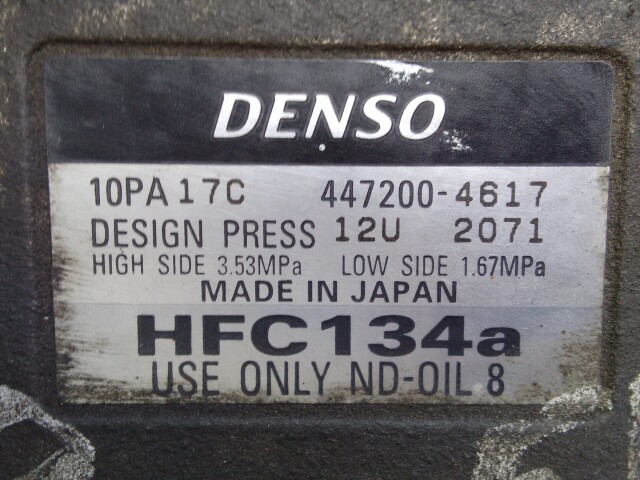 DENSO
10PA17C 447200-4617
DESIGN PRESS 12U 2071
HIGH SIDE 3.53MPa LOW SIDE 1.67MPa
MADE IN JAPAN
HFC134a
USE ONLY ND-OIL 8